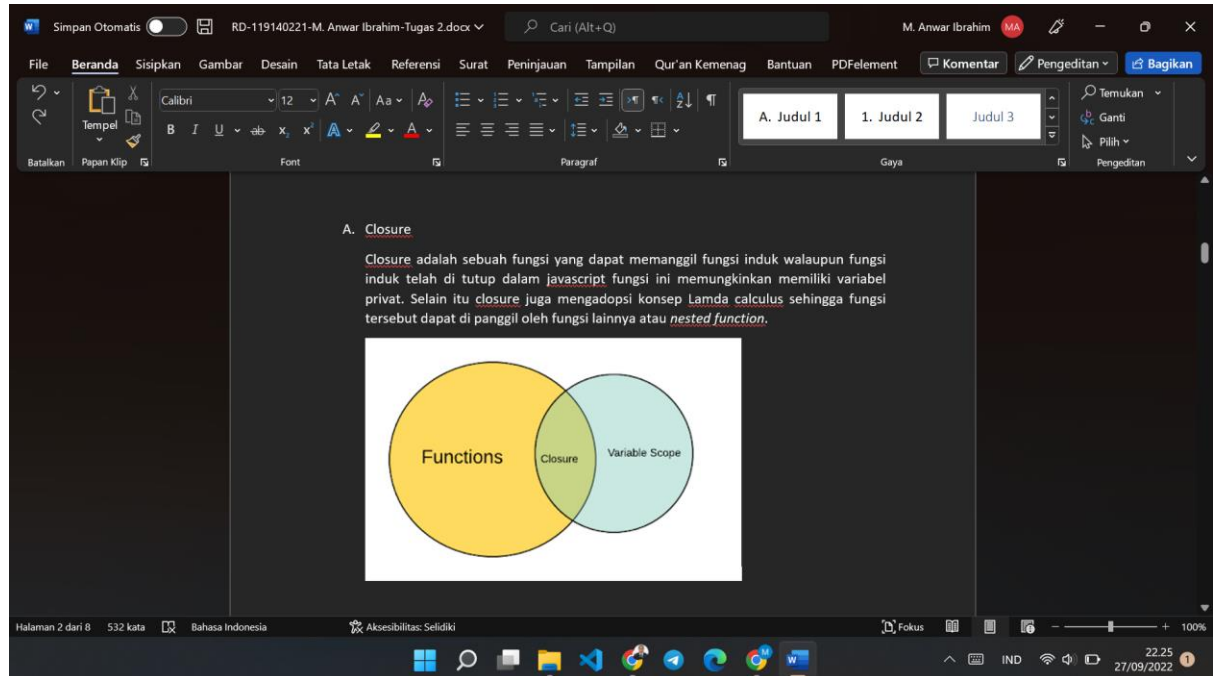 Simpan Otomatis
RD-119140221-M. Anwar Ibrahim-Tugas 2.docx
Cari (Alt+Q)
M. Anwar Ibrahim
MA
File Beranda Sisipkan Gambar Desain Tata Letak Referensi Surat Peninjauan Tampilan Qur'an Kemenag Bantuan PDFelement
Komentar
Pengeditan
Bagikan
Tempel
Calibri
12
A. Judul 1
1. Judul 2
Judul 3
Temukan
Ganti
Pilih
Batalkan
Papan Klip
Font
Paragraf
Gaya
Pengeditan
A. Closure
Closure adalah sebuah fungsi yang dapat memanggil fungsi induk walaupun fungsi
induk telah di tutup dalam javascript fungsi ini memungkinkan memiliki variabel
privat. Selain itu closure juga mengadopsi konsep Lamda calculus sehingga fungsi
tersebut dapat di panggil oleh fungsi lainnya atau nested function.
Functions
Closure
Variable Scope
Halaman 2 dari 8
532 kata
Bahasa Indonesia
Aksesibilitas: Selidiki
Fokus
100%
IND
22.25
27/09/2022
1